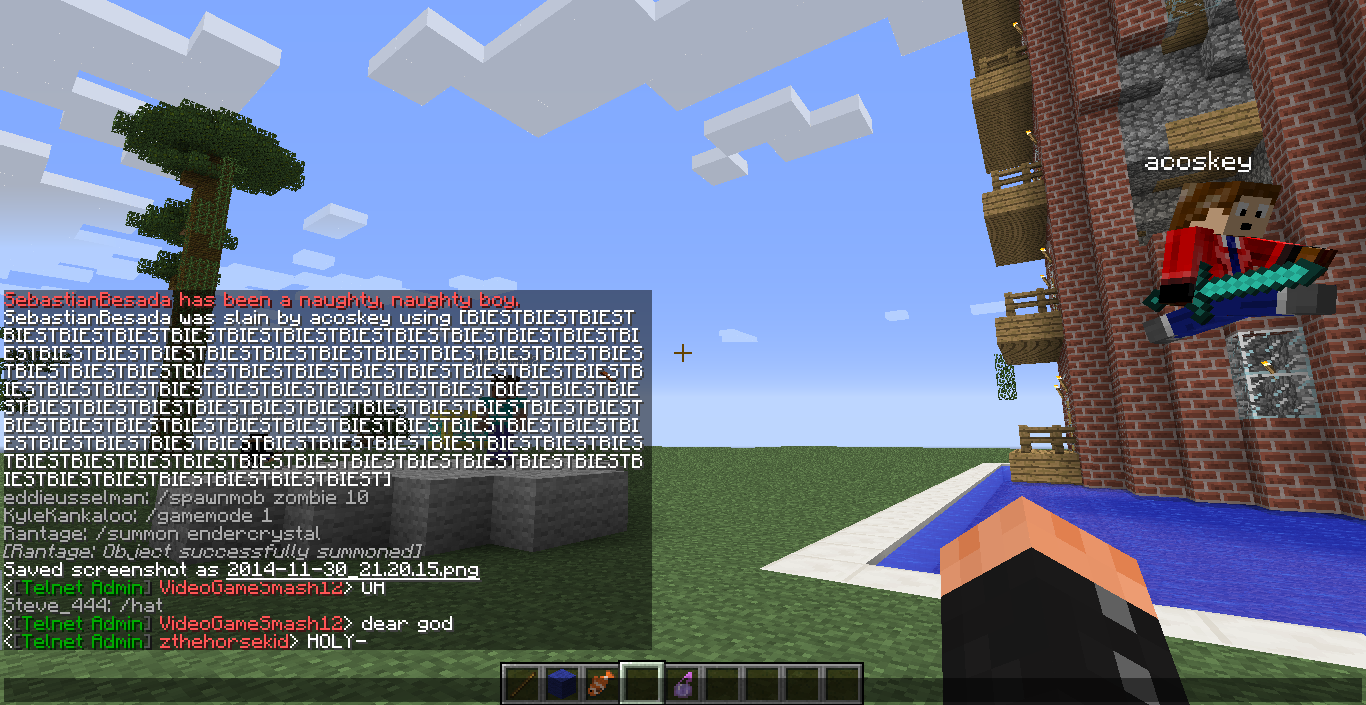 acoskey
SebastianBesada has been a naughty, naughty boy.
SebastianBesada was slain by acoskey using [BIESTBIESTBIEST
BIESTBIESTBIESTBIESTBIESTBIESTBIESTBIESTBIESTBIESTBIESTBI
ESTBIESTBIESTBIESTBIESTBIESTBIESTBIESTBIESTBIESTBIESTBIES
TBIESTBIESTBIESTBIESTBIESTBIESTBIESTBIESTBIESTBIESTBIESTB
IESTBIESTBIESTBIESTBIESTBIESTBIESTBIESTBIESTBIESTBIESTBIE
STBIESTBIESTBIESTBIESTBIESTBIESTBIESTBIESTBIESTBIESTBIEST
BIESTBIESTBIESTBIESTBIESTBIESTBIESTBIESTBIESTBIESTBIESTBI
ESTBIESTBIESTBIESTBIESTBIESTBIESTBIESTBIESTBIESTBIESTBIES
TBIESTBIESTBIESTBIESTBIESTBIESTBIESTBIESTBIESTBIESTBIESTB
IESTBIESTBIESTBIESTBIESTBIESTBIEST]
eddieusselman: /spawnmob zombie 10
KyleKankaloo: /gamemode 1
Rantage: /summon endercrystal
[Rantage: Object successfully summoned]
Saved screenshot as 2014-11-30_21.20.15.png
<[Telnet Admin] VideoGameSmash12> UH
Steve_444: /hat
<[Telnet Admin] VideoGameSmash12> dear god
<[Telnet Admin] zthehorsekid> HOLY-